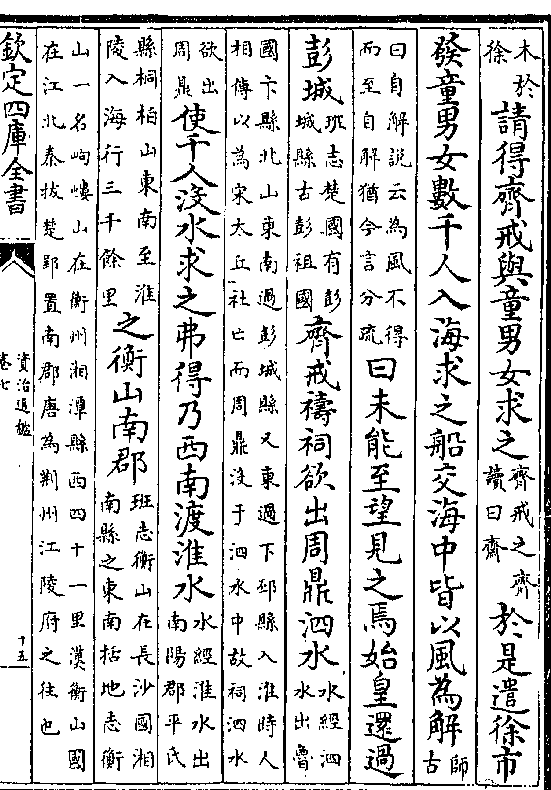 木於
徐
請得齊戒與童男女求之
齊戒之齊
讀曰齋
於是遣徐市
發童男女數千人入海求之船交海中皆以風為解
師
古
曰自解說云為風不得
而至自解猶今言分疏
曰未能至望見之焉始皇還過
彭城
班志楚國有彭
城縣古彭祖國
齊戒禱祠欲出周鼎泗水
水經泗
水出魯
國卞縣北山東南過彭城縣又東過下邳縣入淮時人
相傳以為宋太丘社亡而周鼎没于泗水中故祠泗水
欲出
周鼎
使千人没水求之弗得乃西南渡淮水
水經淮水出
南陽郡平氏
縣桐柏山東南至淮
陵入海行三千餘里
之衡山南郡
班志衡山在長沙國湘
南縣之東南括地志衡
山一名岣嶁山在衡州湘潭縣西四十一里漢衡山國
在江北秦拔楚郢置南郡唐為荆州江陵府之往也
欽定四庫全書
資治通鑑
卷七
十五